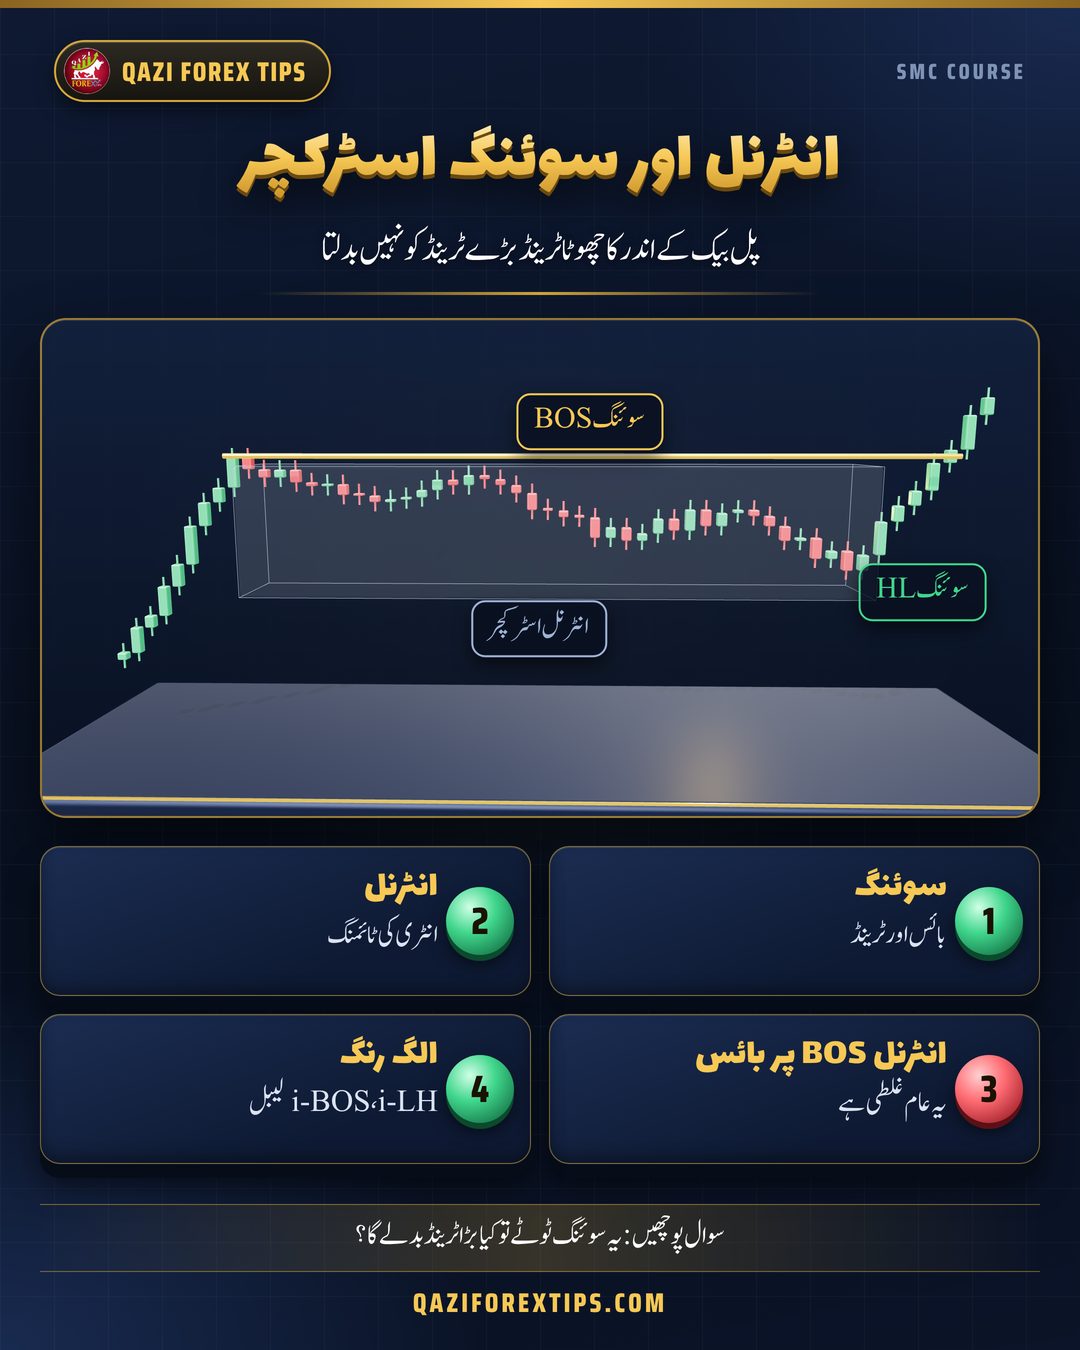 QAZI FOREX TIPS
SMC COURSE
انٹرنل اور سوئنگ اسٹرکچر
پل بیک کے اندر کا چھوٹا ٹرینڈ بڑے ٹرینڈ کو نہیں بدلتا
سوئنگ BOS
سوئنگ HL
انٹرنل اسٹرکچر
1
سوئنگ
بائس اور ٹرینڈ
2
انٹرنل
انٹری کی ٹائمنگ
3
انٹرنل BOS پر بائس
یہ عام غلطی ہے
4
الگ رنگ
i-BOS، i-LH لیبل
سوال پوچھیں: یہ سوئنگ ٹوٹے تو کیا بڑا ٹرینڈ بدلے گا؟
QAZIFOREXTIPS.COM